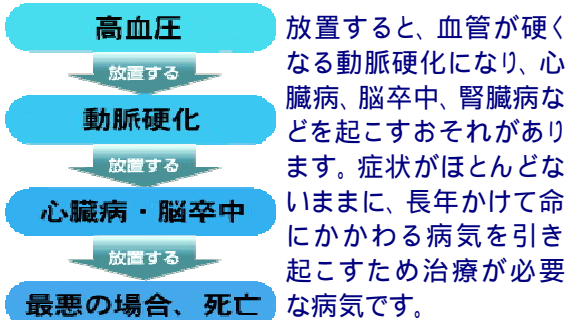 高血圧
放置する
動脈硬化
放置する
心臓病・脳卒中
放置する
最悪の場合、死亡
放置すると、血管が硬く
なる動脈硬化になり、心
臓病、脳卒中、腎臓病な
どを起こすおそれがあり
ます。症状がほとんどな
いままに、長年かけて命
にかかわる病気を引き
起こすため治療が必要
な病気です。